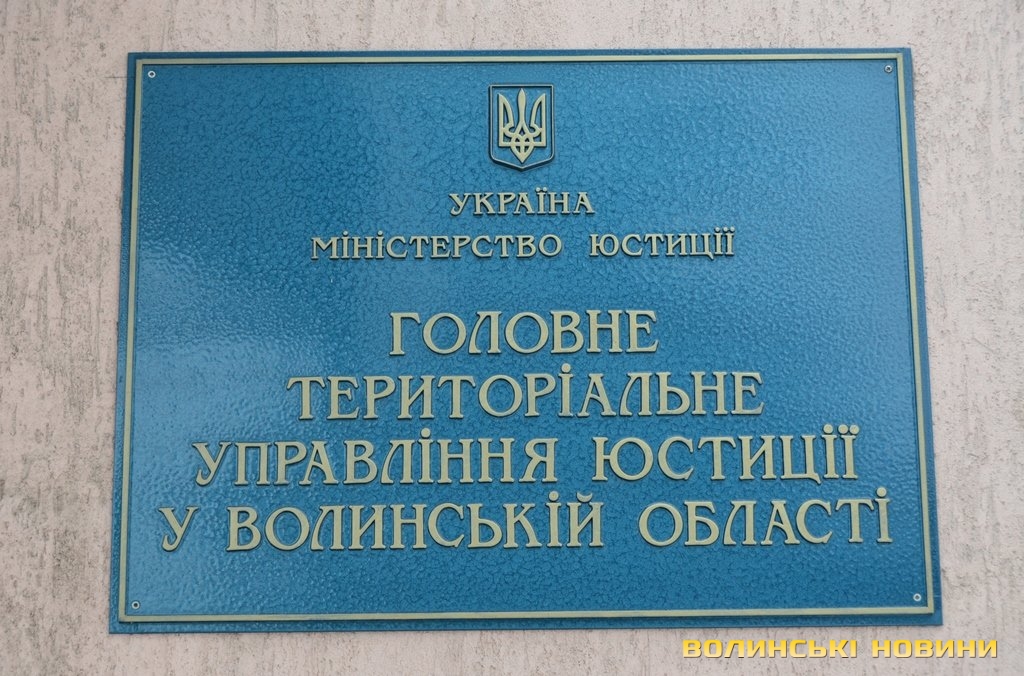 УКРАЇНА
МІНІСТЕРСТВО ЮСТИЦІЇ
ГОЛОВНЕ
ТЕРИТОРІАЛЬНЕ
УПРАВЛІННЯ ЮСТИЦІЇ
У ВОЛИНСЬКІЙ ОБЛАСТІ
ВОЛИНСЬКІ НОВИНИ